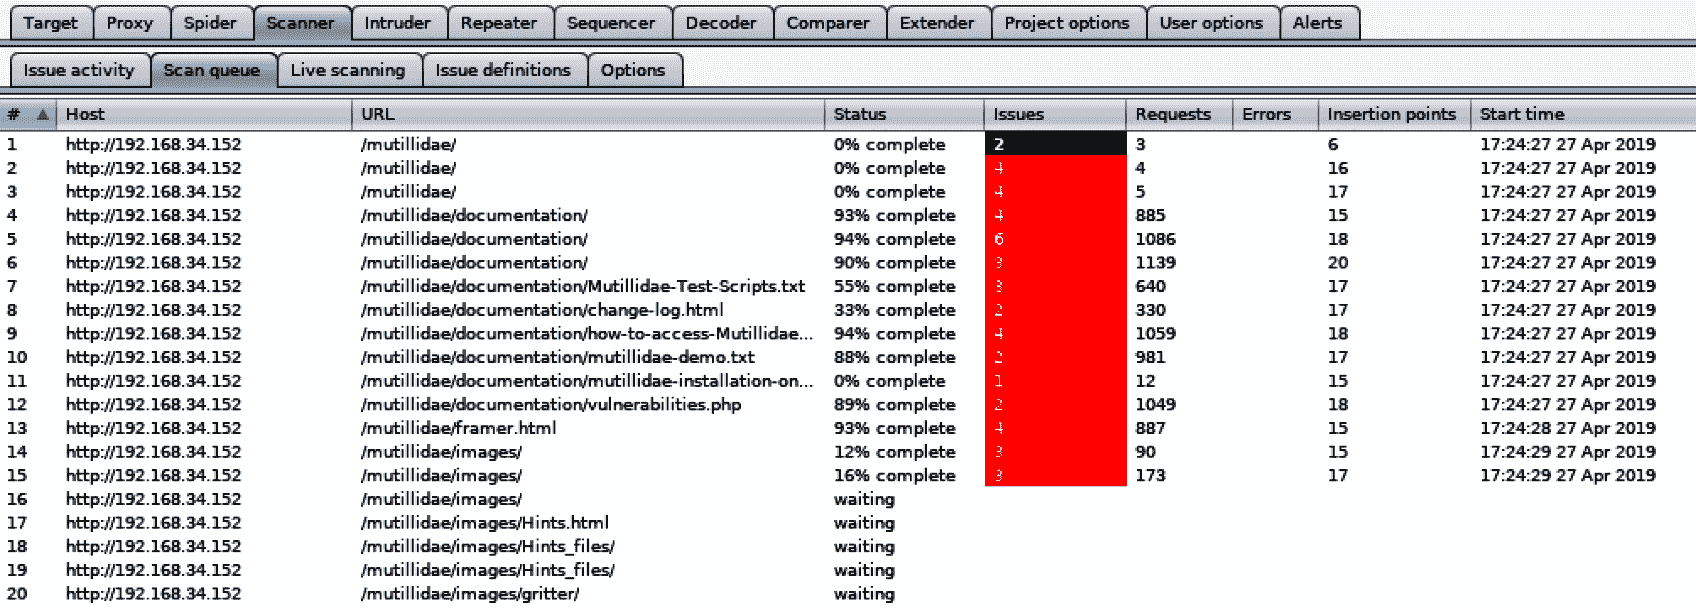 Target Proxy Spider Scanner Intruder Repeater Sequencer Decoder Comparer Extender Project options User options Alerts
Issue activity Scan queue Live scanning Issue definitions Options
# Host URL Status Issues Requests Errors Insertion points Start time
1 http://192.168.34.152 /mutillidae/ 0% complete 2 3 6 17:24:27 27 Apr 2019
2 http://192.168.34.152 /mutillidae/ 0% complete 4 4 16 17:24:27 27 Apr 2019
3 http://192.168.34.152 /mutillidae/ 0% complete 4 5 17 17:24:27 27 Apr 2019
4 http://192.168.34.152 /mutillidae/documentation/ 93% complete 4 885 15 17:24:27 27 Apr 2019
5 http://192.168.34.152 /mutillidae/documentation/ 94% complete 6 1086 18 17:24:27 27 Apr 2019
6 http://192.168.34.152 /mutillidae/documentation/ 90% complete 3 1139 20 17:24:27 27 Apr 2019
7 http://192.168.34.152 /mutillidae/documentation/Mutillidae-Test-Scripts.txt 55% complete 3 640 17 17:24:27 27 Apr 2019
8 http://192.168.34.152 /mutillidae/documentation/change-log.html 33% complete 2 330 17 17:24:27 27 Apr 2019
9 http://192.168.34.152 /mutillidae/documentation/how-to-access-Mutillidae... 94% complete 4 1059 18 17:24:27 27 Apr 2019
10 http://192.168.34.152 /mutillidae/documentation/mutillidae-demo.txt 88% complete 2 981 17 17:24:27 27 Apr 2019
11 http://192.168.34.152 /mutillidae/documentation/mutillidae-installation-on... 0% complete 1 12 15 17:24:27 27 Apr 2019
12 http://192.168.34.152 /mutillidae/documentation/vulnerabilities.php 89% complete 2 1049 18 17:24:27 27 Apr 2019
13 http://192.168.34.152 /mutillidae/framer.html 93% complete 4 887 15 17:24:28 27 Apr 2019
14 http://192.168.34.152 /mutillidae/images/ 12% complete 3 90 15 17:24:29 27 Apr 2019
15 http://192.168.34.152 /mutillidae/images/ 16% complete 3 173 17 17:24:29 27 Apr 2019
16 http://192.168.34.152 /mutillidae/images/ waiting
17 http://192.168.34.152 /mutillidae/images/Hints.html waiting
18 http://192.168.34.152 /mutillidae/images/Hints_files/ waiting
19 http://192.168.34.152 /mutillidae/images/Hints_files/ waiting
20 http://192.168.34.152 /mutillidae/images/gritter/ waiting